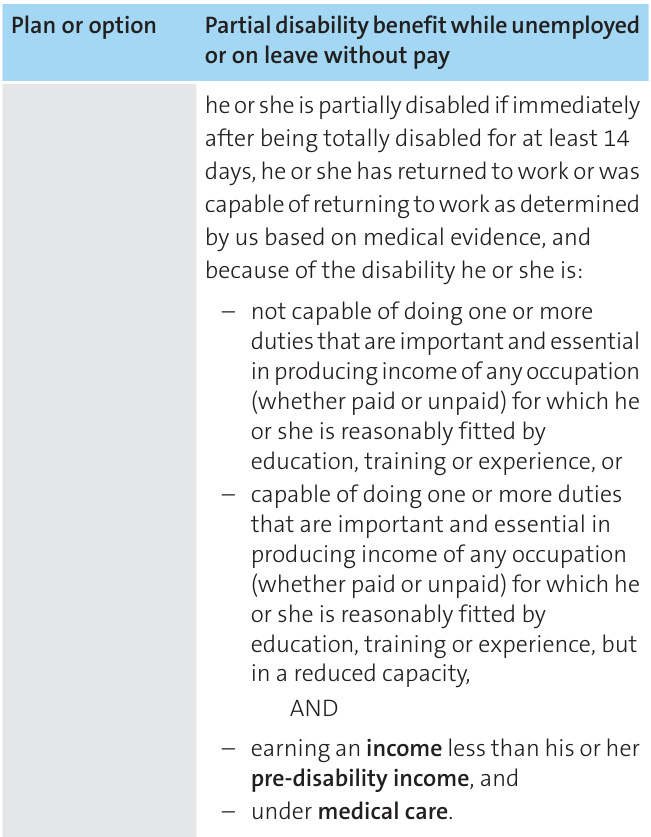 Plan or option
Partial disability benefit while unemployed
or on leave without pay
he or she is partially disabled if immediately
after being totally disabled for at least 14
days, he or she has returned to work or was
capable of returning to work as determined
by us based on medical evidence, and
because of the disability he or she is:
– not capable of doing one or more
duties that are important and essential
in producing income of any occupation
(whether paid or unpaid) for which he
or she is reasonably fitted by
education, training or experience, or
– capable of doing one or more duties
that are important and essential in
producing income of any occupation
(whether paid or unpaid) for which he
or she is reasonably fitted by
education, training or experience, but
in a reduced capacity,
AND
– earning an income less than his or her
pre-disability income, and
– under medical care.